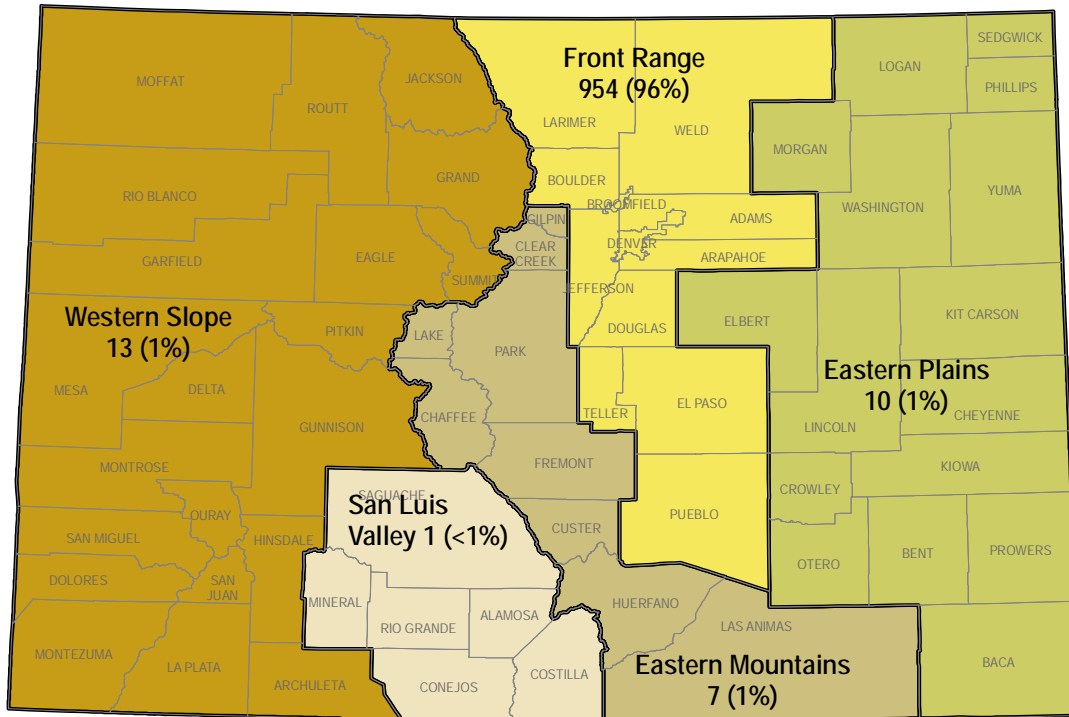 SEDGWICK
LOGAN
MOFFAT
JACKSON
Front Range
954 (96%)
PHILLIPS
ROUTT
LARIMER
WELD
MORGAN
GRAND
BOULDER
RIO BLANCO
YUMA
BROOMFIELD
WASHINGTON
GILPIN
ADAMS
DENVAR
CLEAR
CREEK
ARAPAHOE
GARFIELD
EAGLE
SUMMIT
JEFFERSON
Western Slope
13 (1%)
PITKIN
LAKE
PARK
DOUGLAS
ELBERT
KIT CARSON
Eastern Plains
10 (1%)
MESA
DELTA
CHAFFEE
TELLER
EL PASO
CHEYENNE
GUNNISON
LINCOLN
MONTROSE
FREMONT
KIOWA
CROWLEY
SAGUACHE
San Luis
Valley 1 (<1%)
OURAY
PUEBLO
CUSTER
SAN MIGUEL
HINSDALE
BENT
PROWERS
OTERO
DOLORES
SAN
JUAN
MINERAL
HUERFANO
ALAMOSA
RIO GRANDE
LAS ANIMAS
MONTEZUMA
LA PLATA
COSTILLA
Eastern Mountains
7 (1%)
BACA
ARCHULETA
CONEJOS